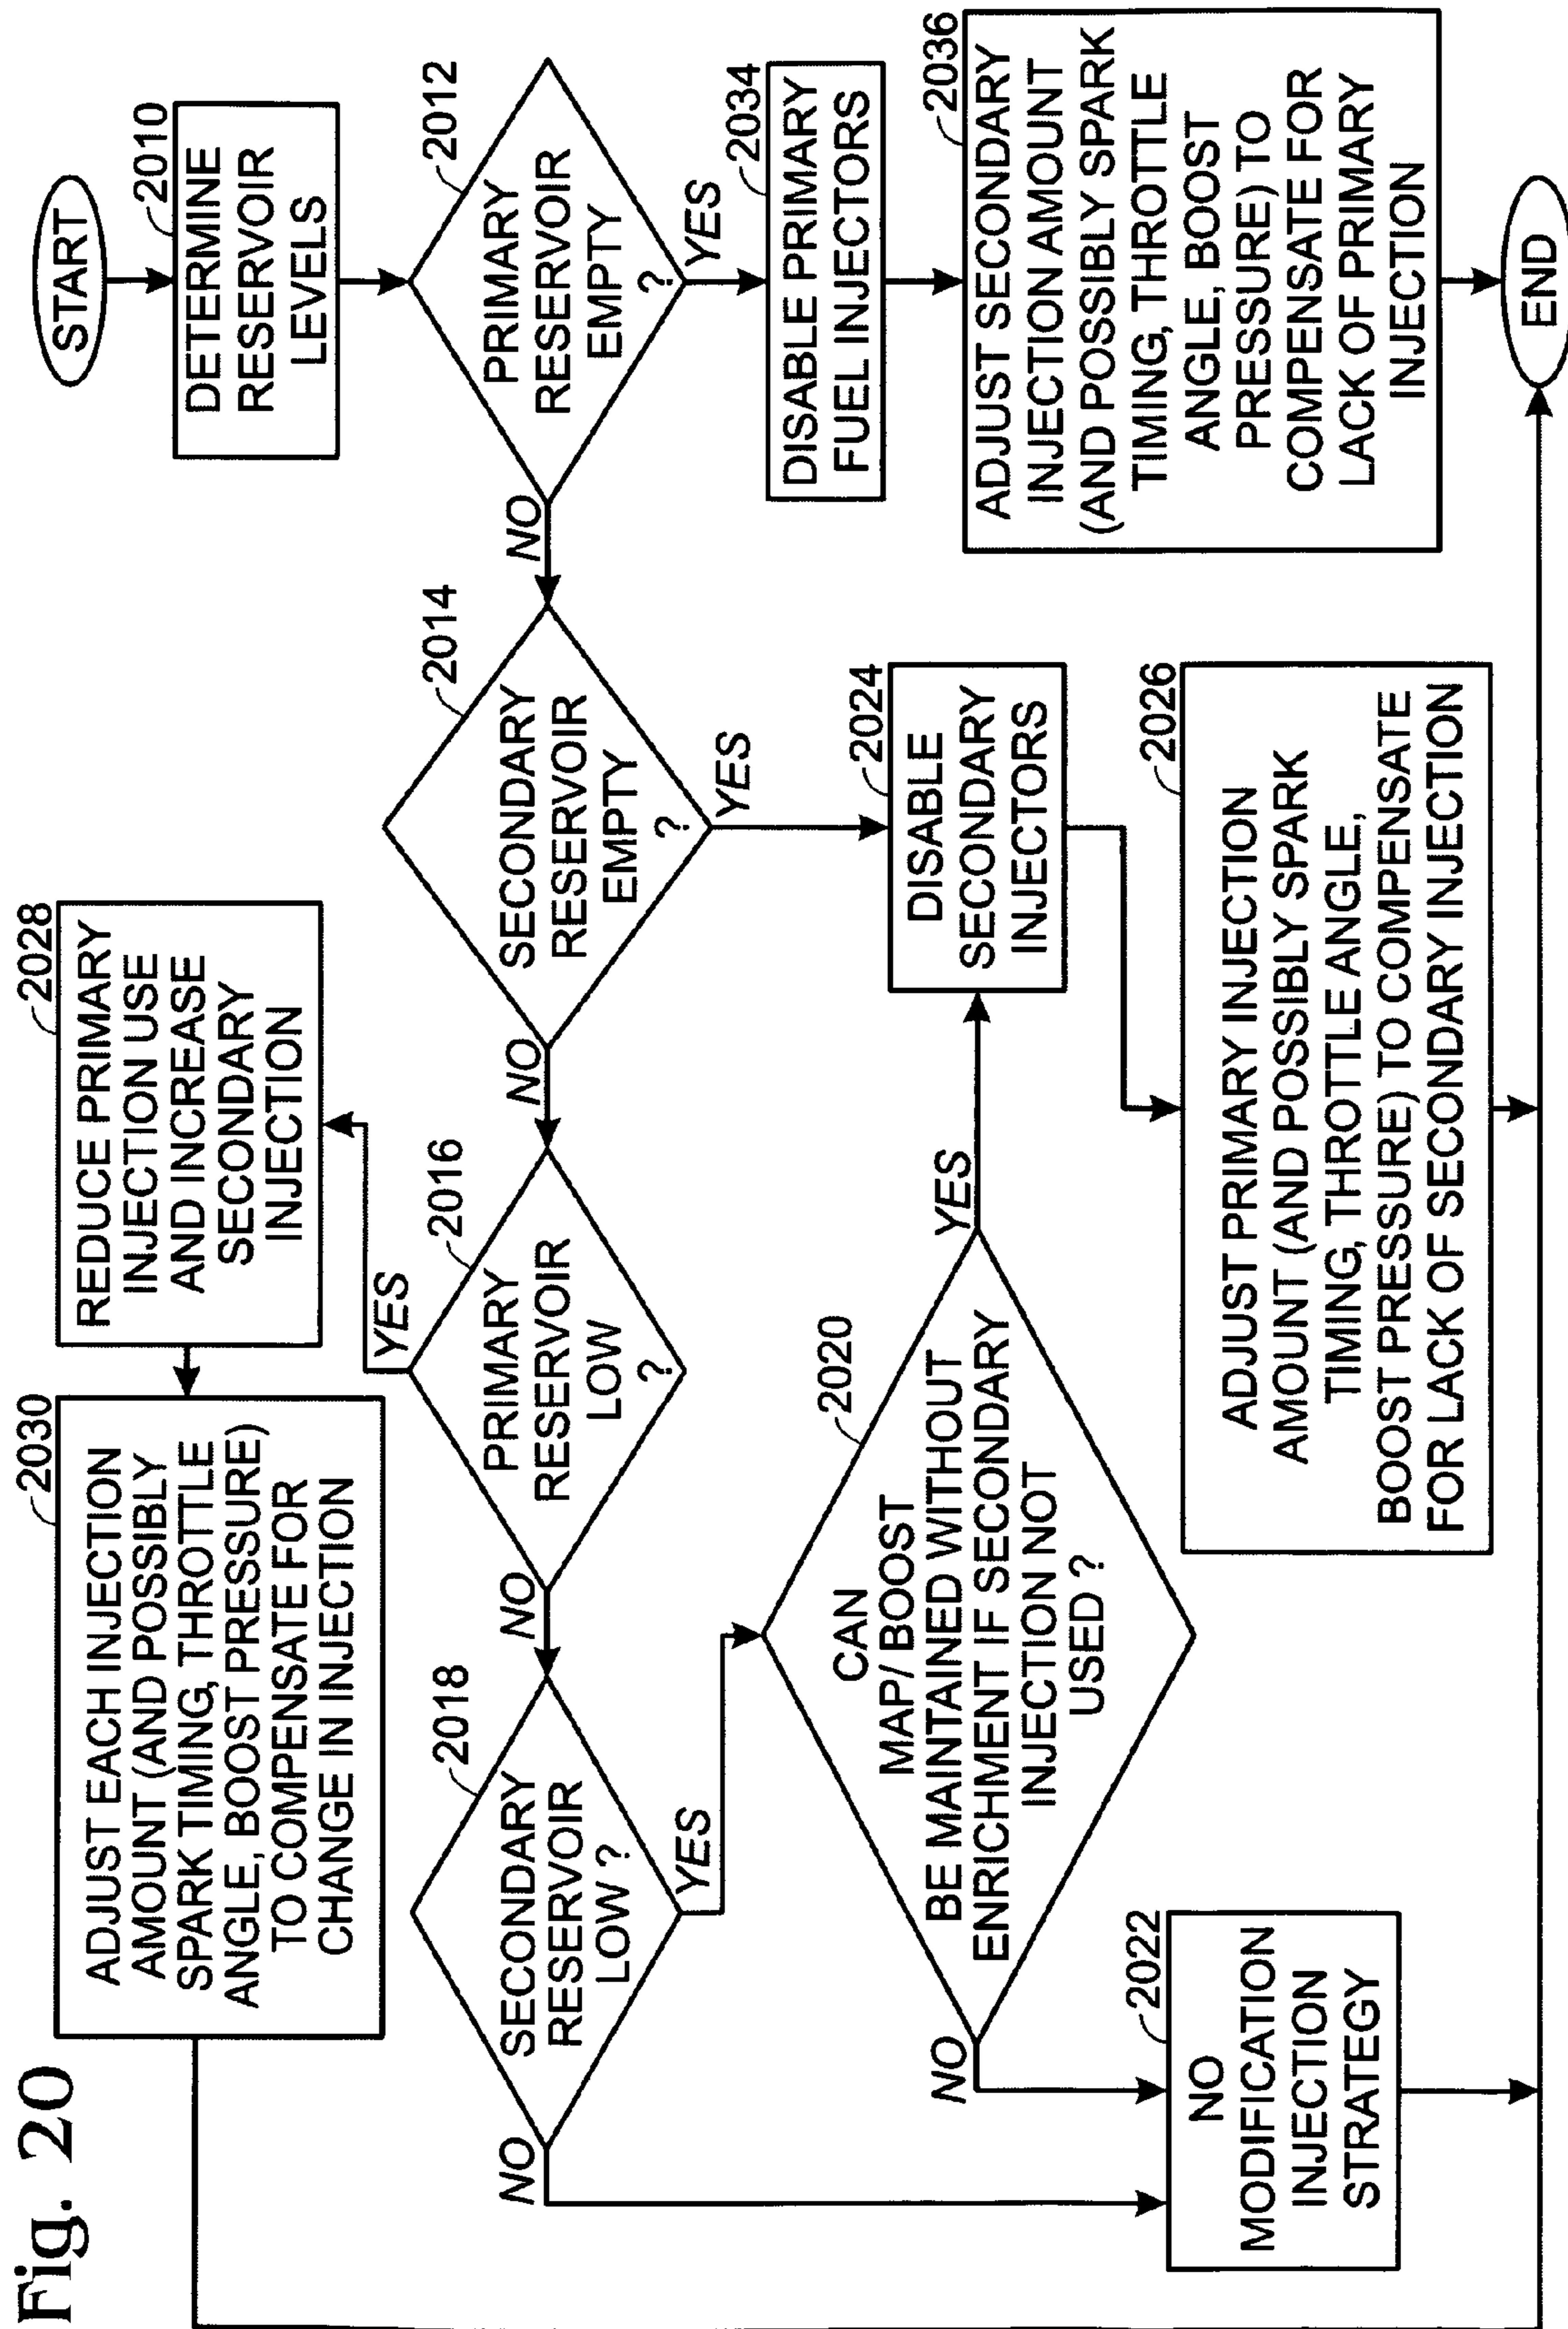 Fig. 20
START
2010
DETERMINE
RESERVOIR
LEVELS
2012
PRIMARY
RESERVOIR
EMPTY
?
YES
NO
2034
DISABLE PRIMARY
FUEL INJECTORS
2036
ADJUST SECONDARY
INJECTION AMOUNT
(AND POSSIBLY SPARK
TIMING, THROTTLE
ANGLE, BOOST
PRESSURE) TO
COMPENSATE FOR
LACK OF PRIMARY
INJECTION
END
2014
SECONDARY
RESERVOIR
EMPTY
?
YES
NO
2024
DISABLE
SECONDARY
INJECTORS
2026
ADJUST PRIMARY INJECTION
AMOUNT (AND POSSIBLY SPARK
TIMING, THROTTLE ANGLE,
BOOST PRESSURE) TO COMPENSATE
FOR LACK OF SECONDARY INJECTION
2016
PRIMARY
RESERVOIR
LOW
?
YES
NO
2028
REDUCE PRIMARY
INJECTION USE
AND INCREASE
SECONDARY
INJECTION
2030
ADJUST EACH INJECTION
AMOUNT (AND POSSIBLY
SPARK TIMING, THROTTLE
ANGLE, BOOST PRESSURE)
TO COMPENSATE FOR
CHANGE IN INJECTION
2018
SECONDARY
RESERVOIR
LOW ?
YES
NO
2020
CAN
MAP/ BOOST
BE MAINTAINED WITHOUT
ENRICHMENT IF SECONDARY
INJECTION NOT
USED ?
YES
NO
2022
NO
MODIFICATION
INJECTION
STRATEGY